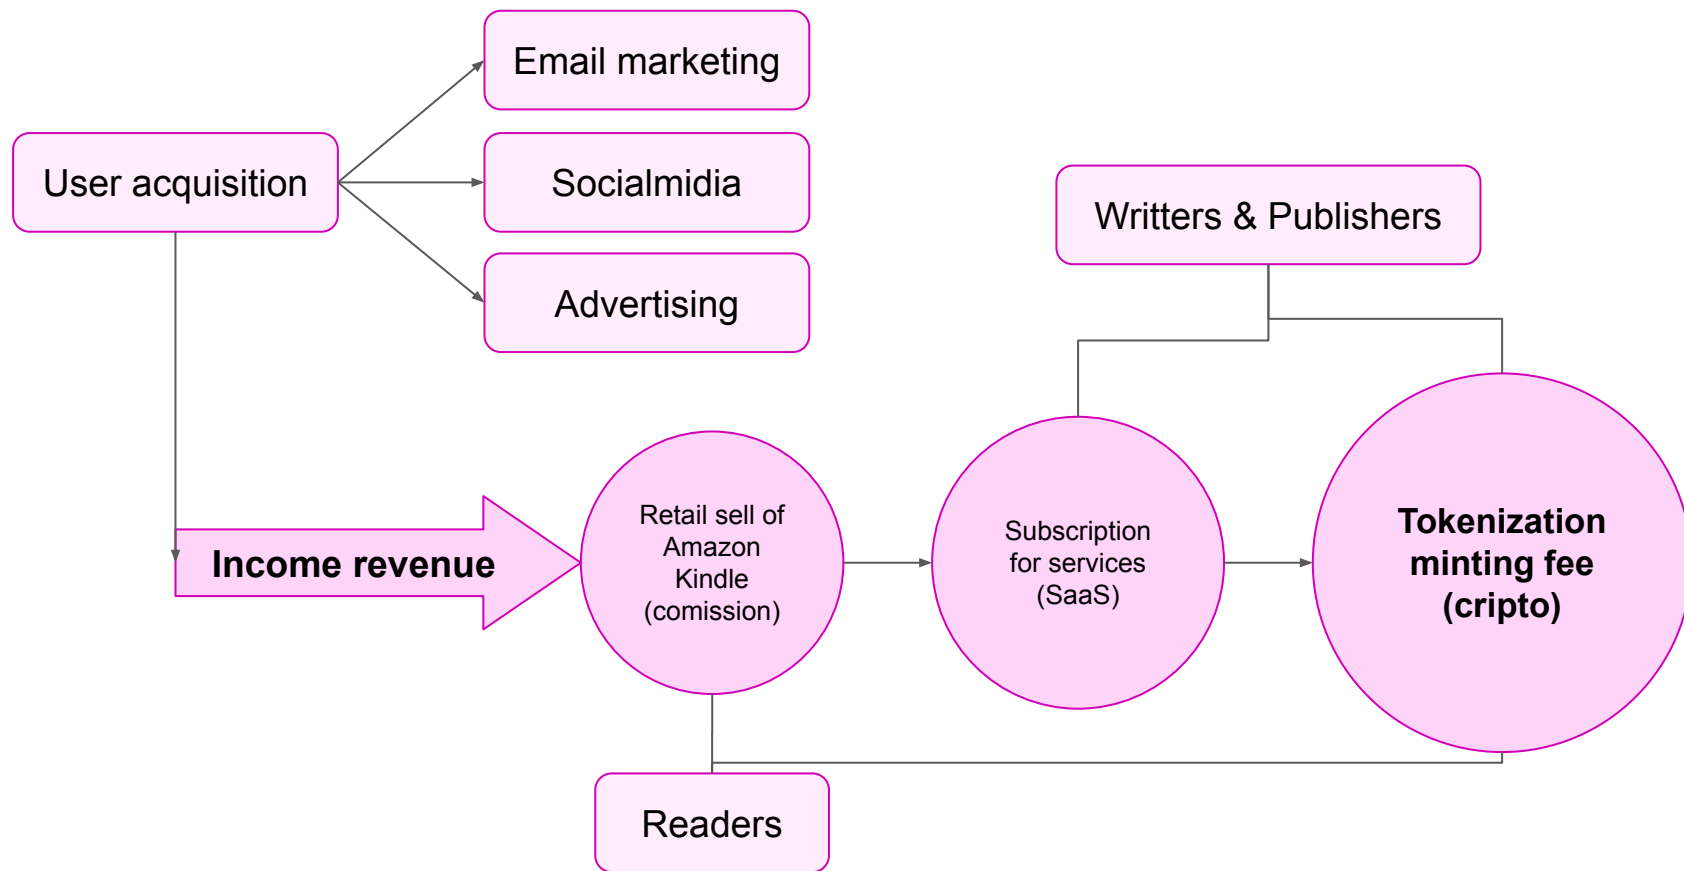 Email marketing
User acquisition
Socialmidia
Advertising
Writters & Publishers
Income revenue
Retail sell of
Amazon
Kindle
(comission)
Subscription
for services
(SaaS)
Tokenization
minting fee
(cripto)
Readers